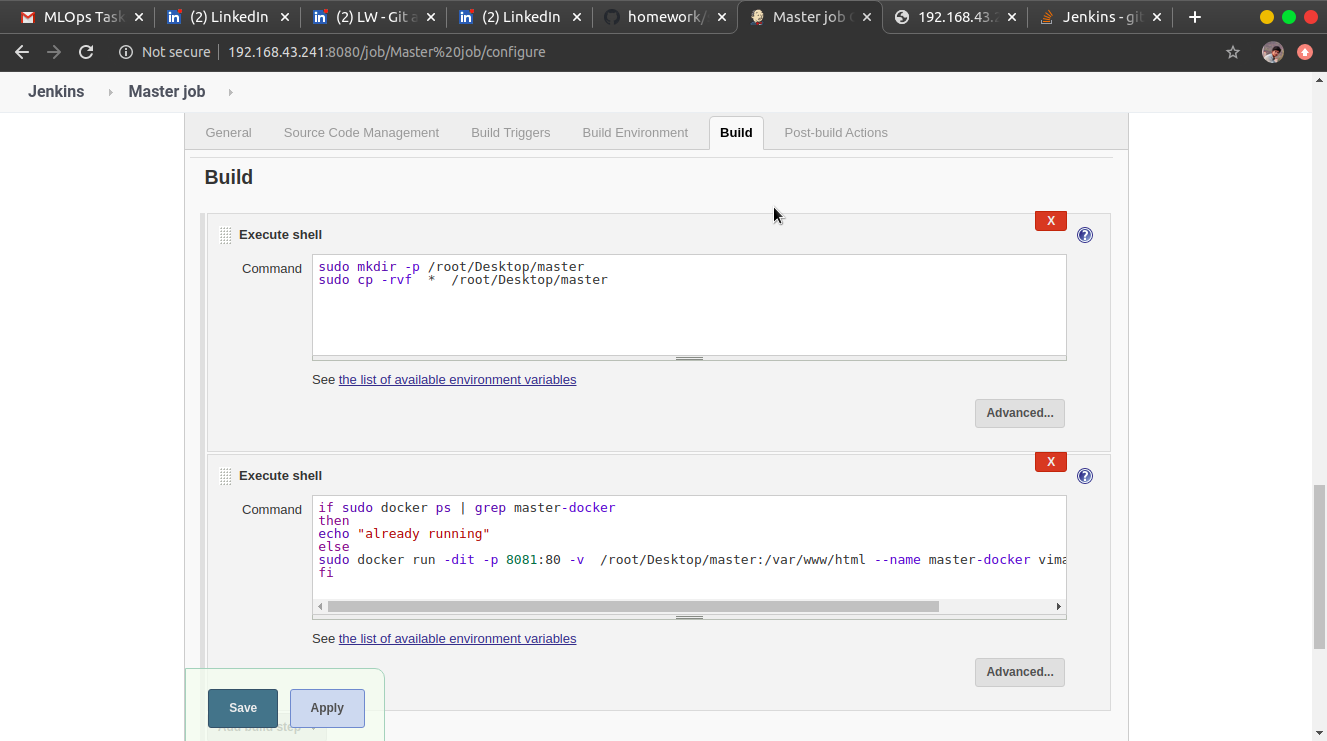 MLOps Task
(2) LinkedIn
(2) LW - Git a
(2) LinkedIn
homework/
Master job C
192.168.43.2
Jenkins - git
Not secure
192.168.43.241:8080/job/Master%20job/configure
Jenkins
Master job
General
Source Code Management
Build Triggers
Build Environment
Build
Post-build Actions
Build
X
Execute shell
Command
sudo mkdir -p /root/Desktop/master
sudo cp -rvf  *  /root/Desktop/master
See the list of available environment variables
Advanced...
X
Execute shell
Command
if sudo docker ps | grep master-docker
then
echo "already running"
else
sudo docker run -dit -p 8081:80 -v  /root/Desktop/master:/var/www/html --name master-docker vima
fi
See the list of available environment variables
Advanced...
Save
Apply
Add build step